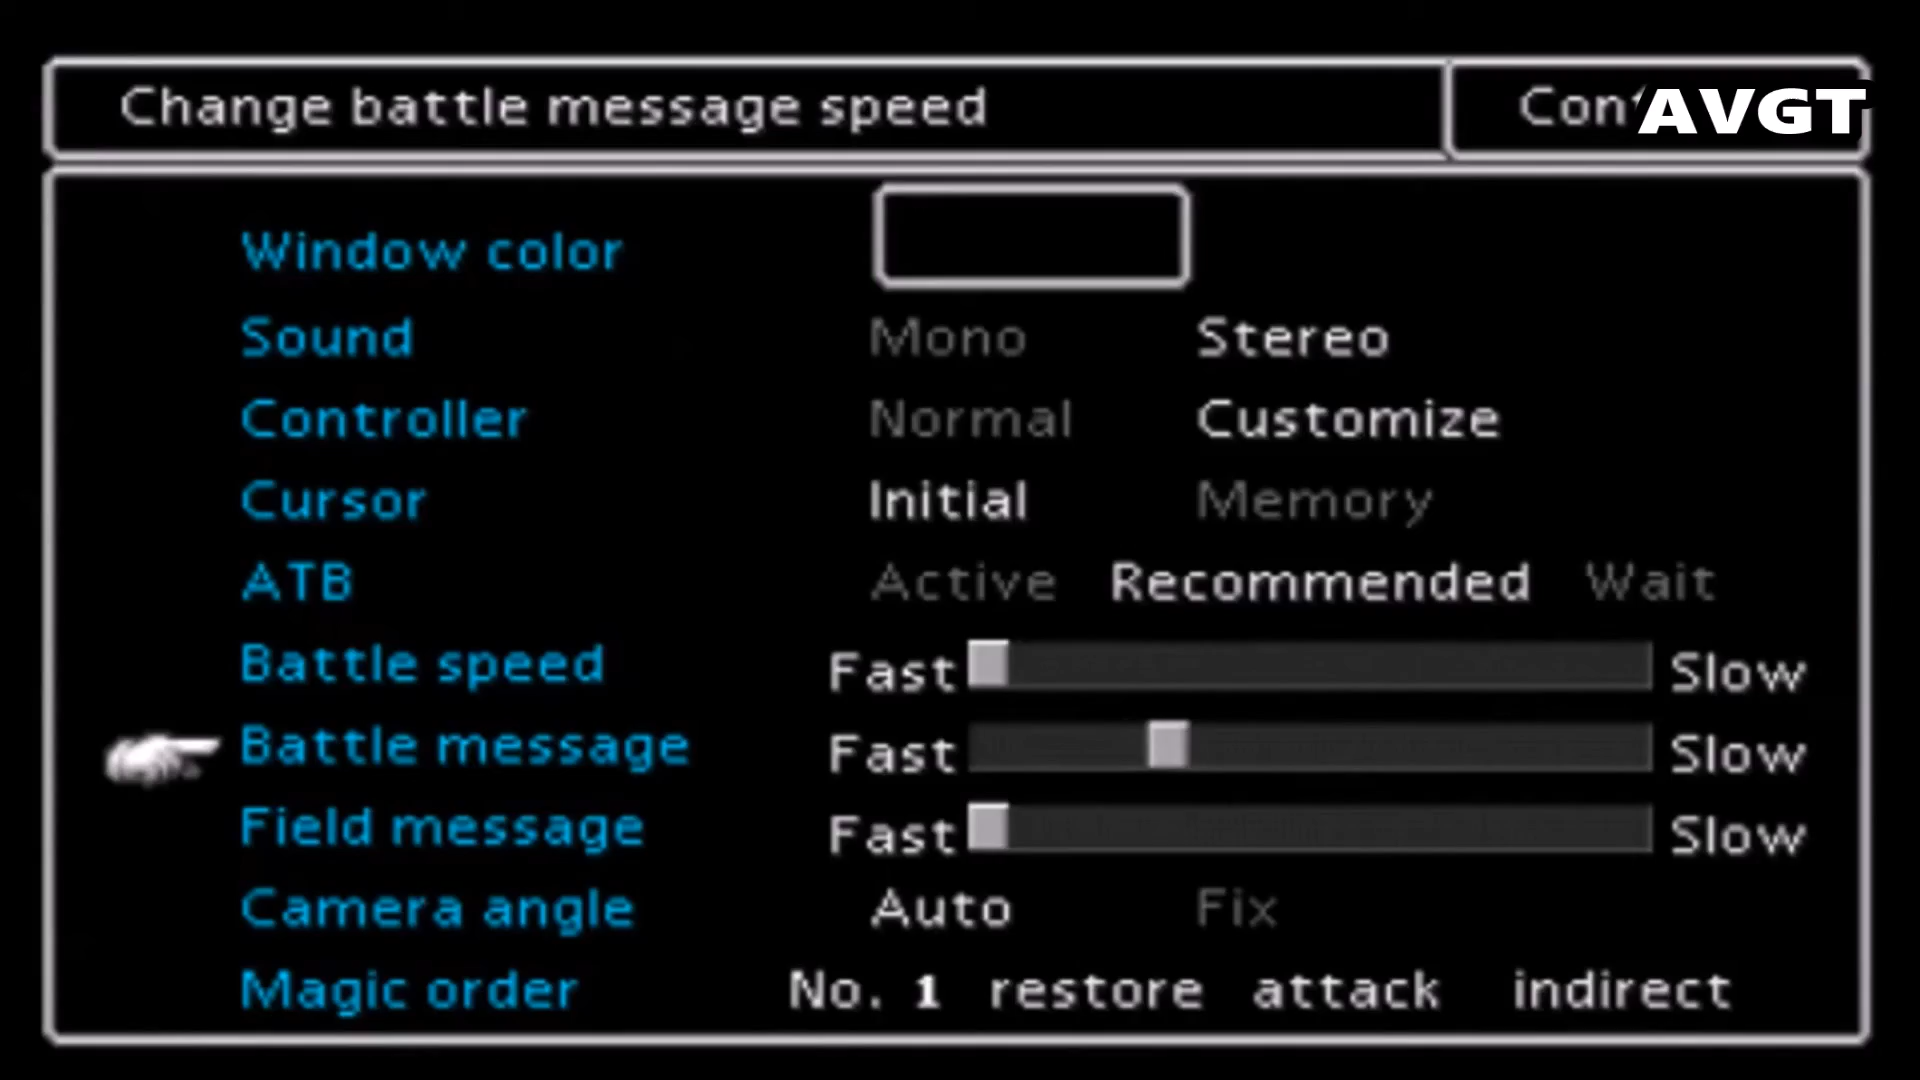 Change battle message speed
Conf AVGT
Window color
Sound Mono Stereo
Controller Normal Customize
Cursor Initial Memory
ATB Active Recommended Wait
Battle speed Fast Slow
Battle message Fast Slow
Field message Fast Slow
Camera angle Auto Fix
Magic order No. 1 restore attack indirect